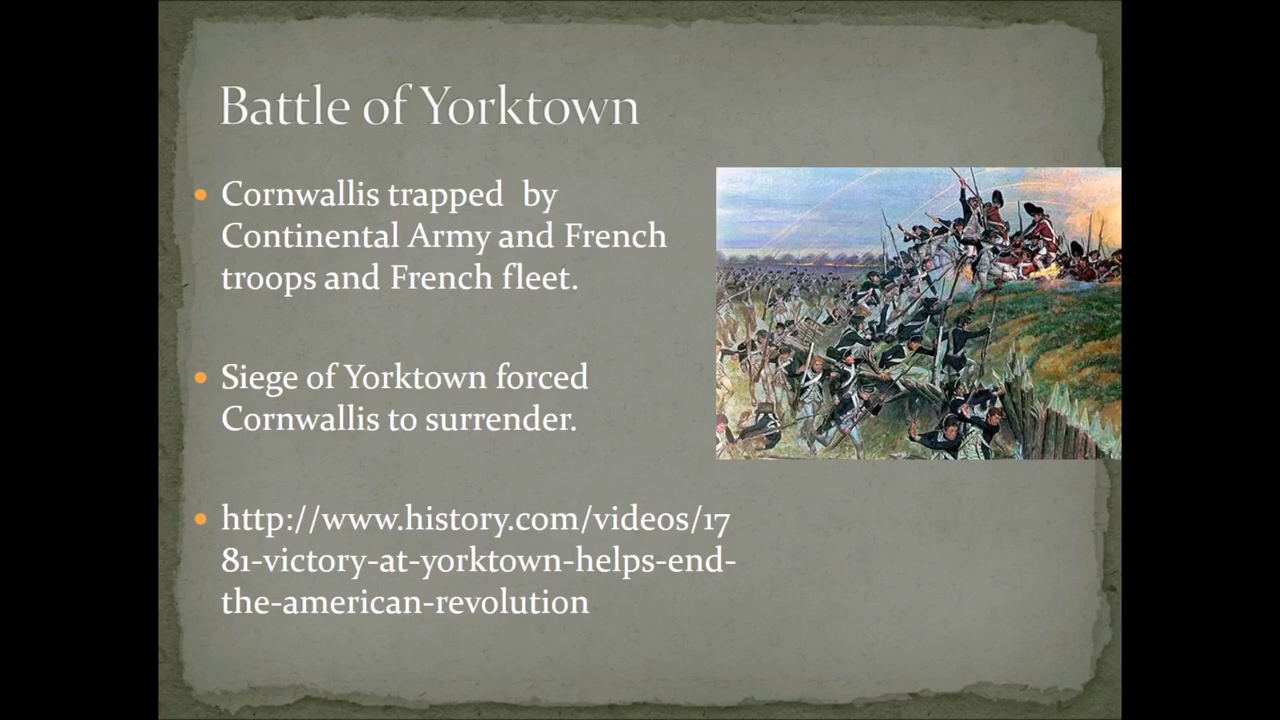 Battle of Yorktown
• Cornwallis trapped  by
Continental Army and French
troops and French fleet.
• Siege of Yorktown forced
Cornwallis to surrender.
• http://www.history.com/videos/17
81-victory-at-yorktown-helps-end-
the-american-revolution